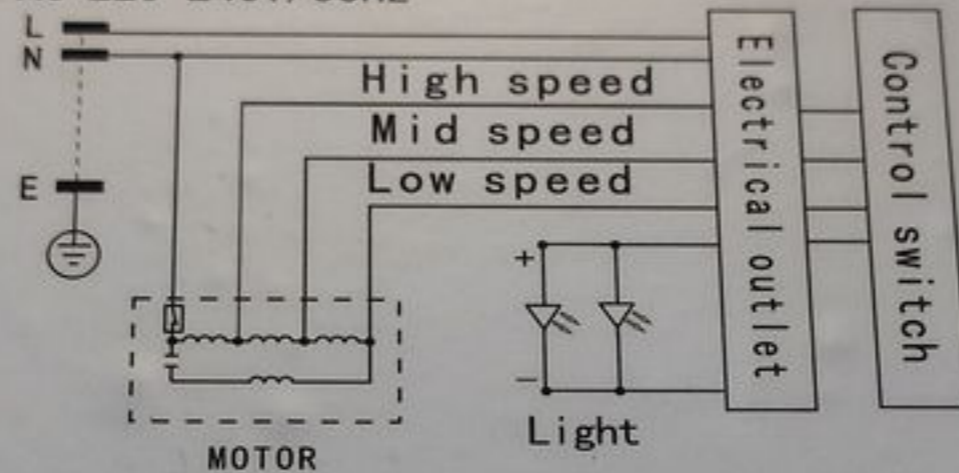 L
N
High speed
Mid speed
Low speed
E
+
−
Light
MOTOR
Electrical outlet
Control switch